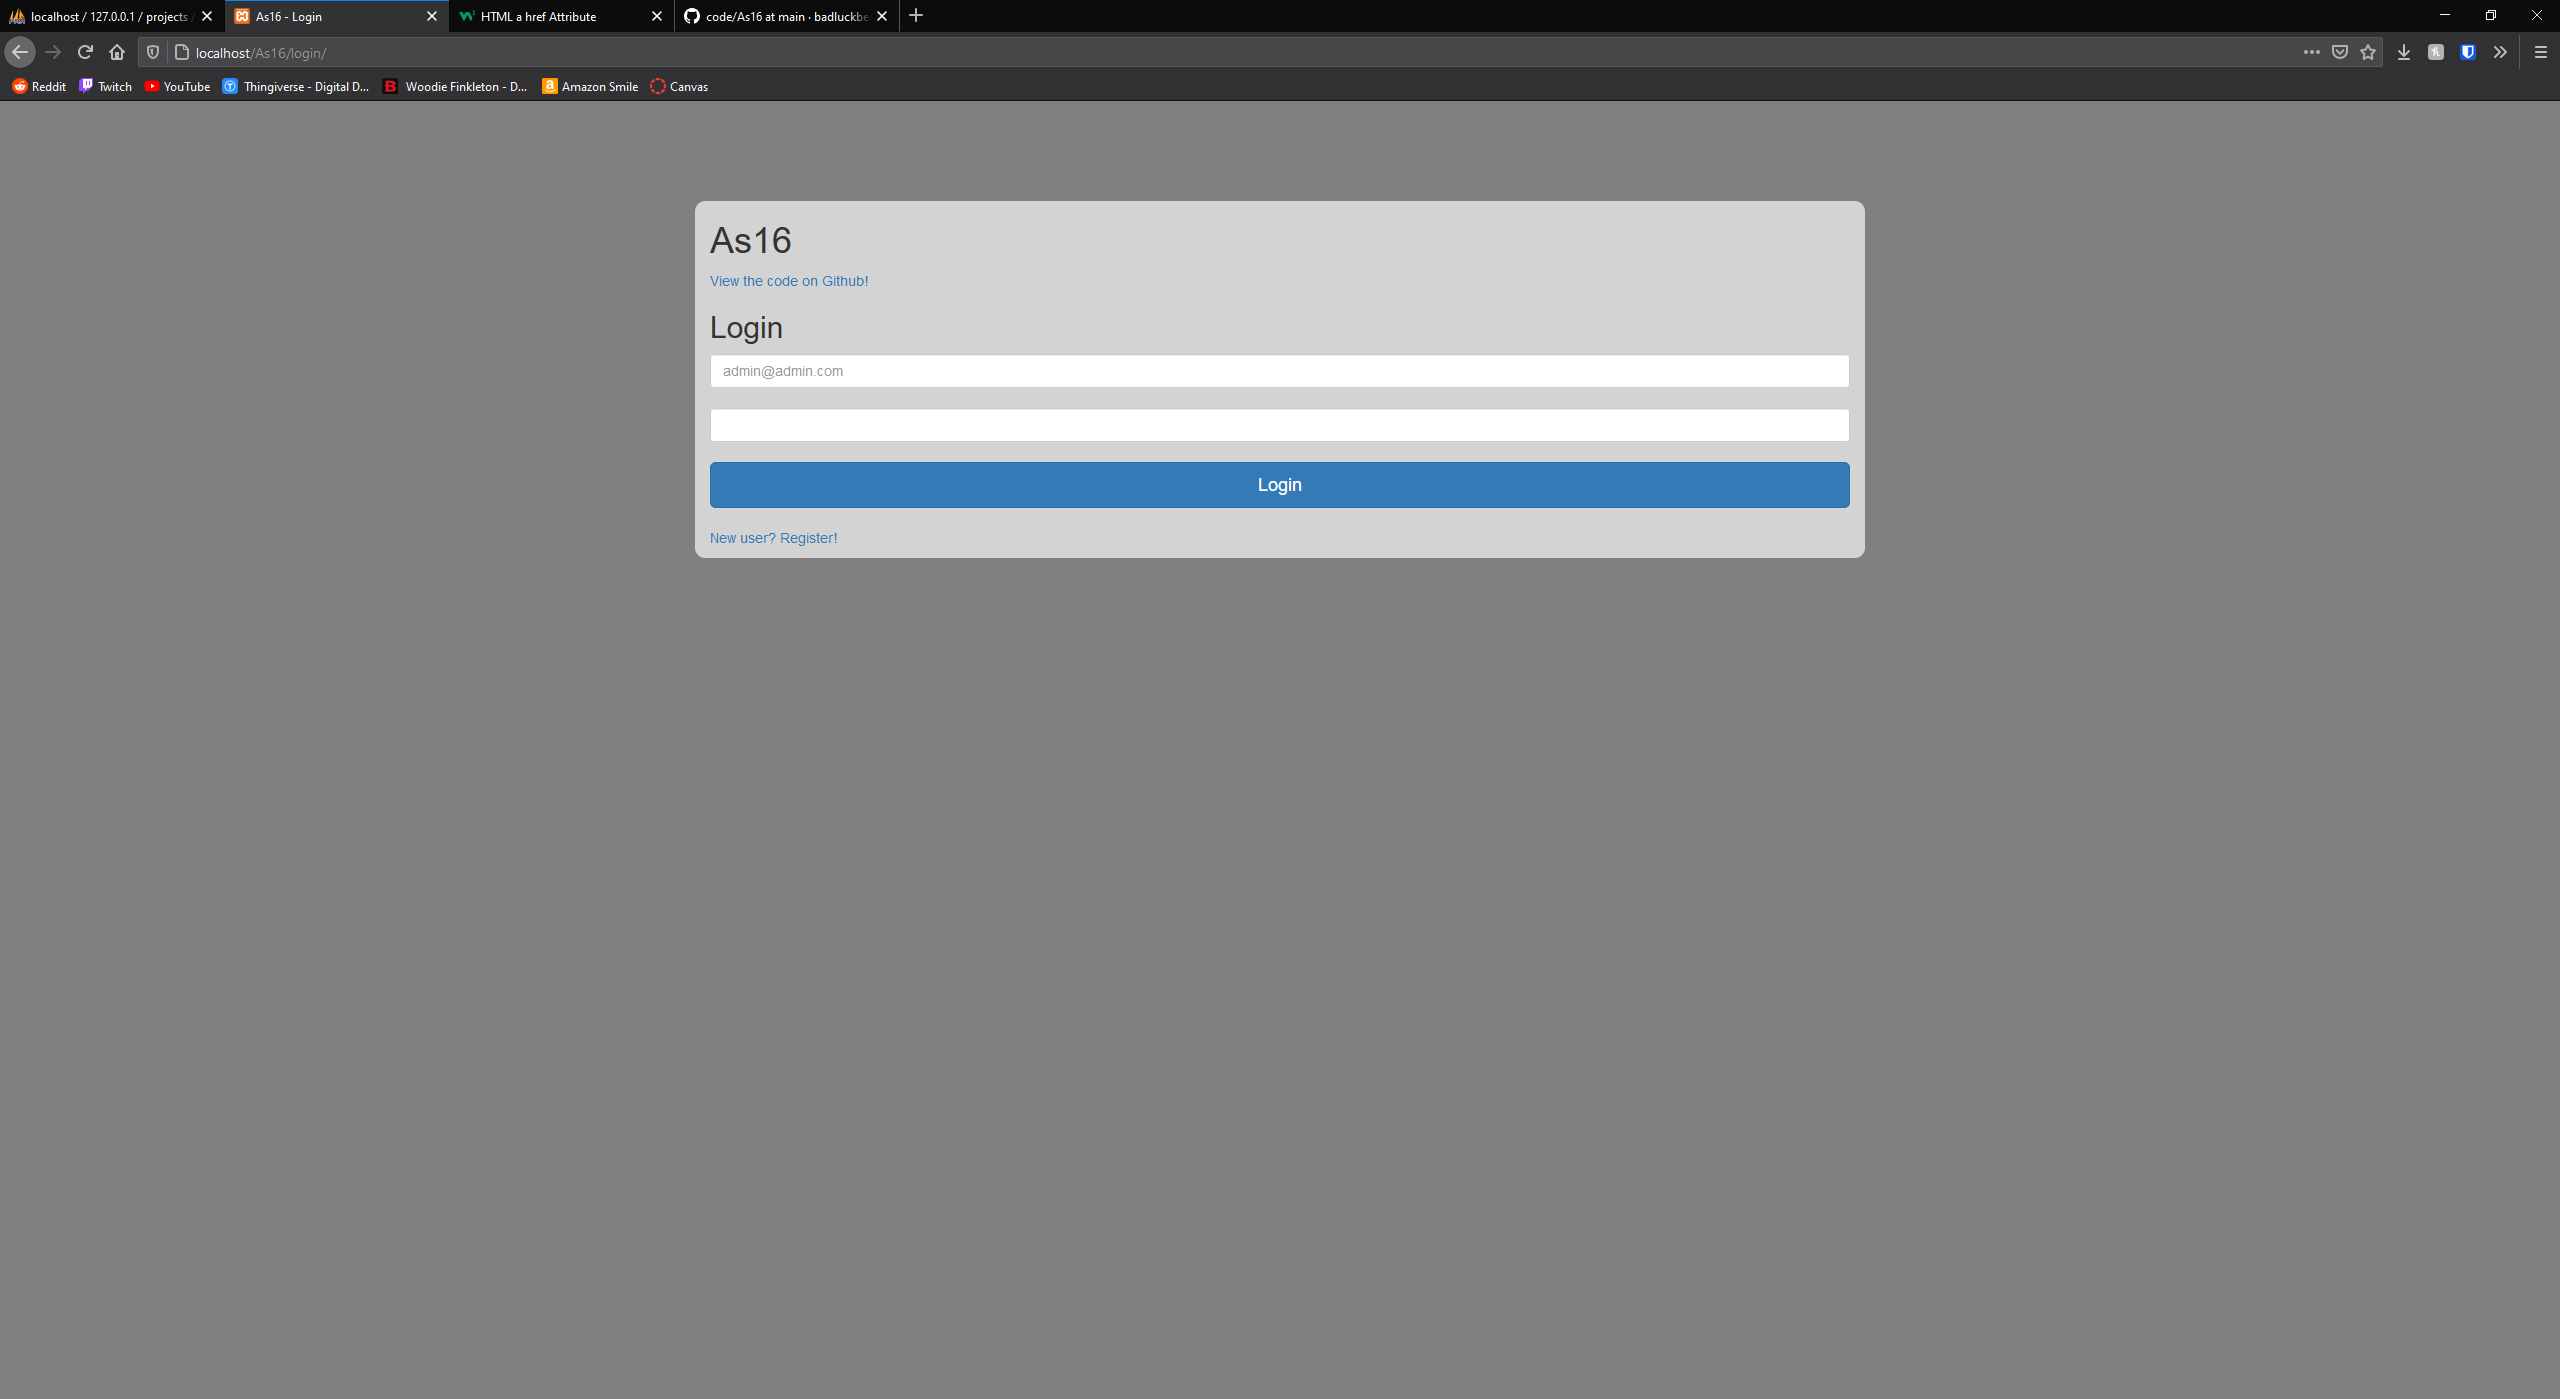 localhost / 127.0.0.1 / projects /
As16 - Login
HTML a href Attribute
code/As16 at main · badluckbe
localhost/As16/login/
Reddit
Twitch
YouTube
Thingiverse - Digital D...
Woodie Finkleton - D...
Amazon Smile
Canvas
As16
View the code on Github!
Login
admin@admin.com
Login
New user? Register!